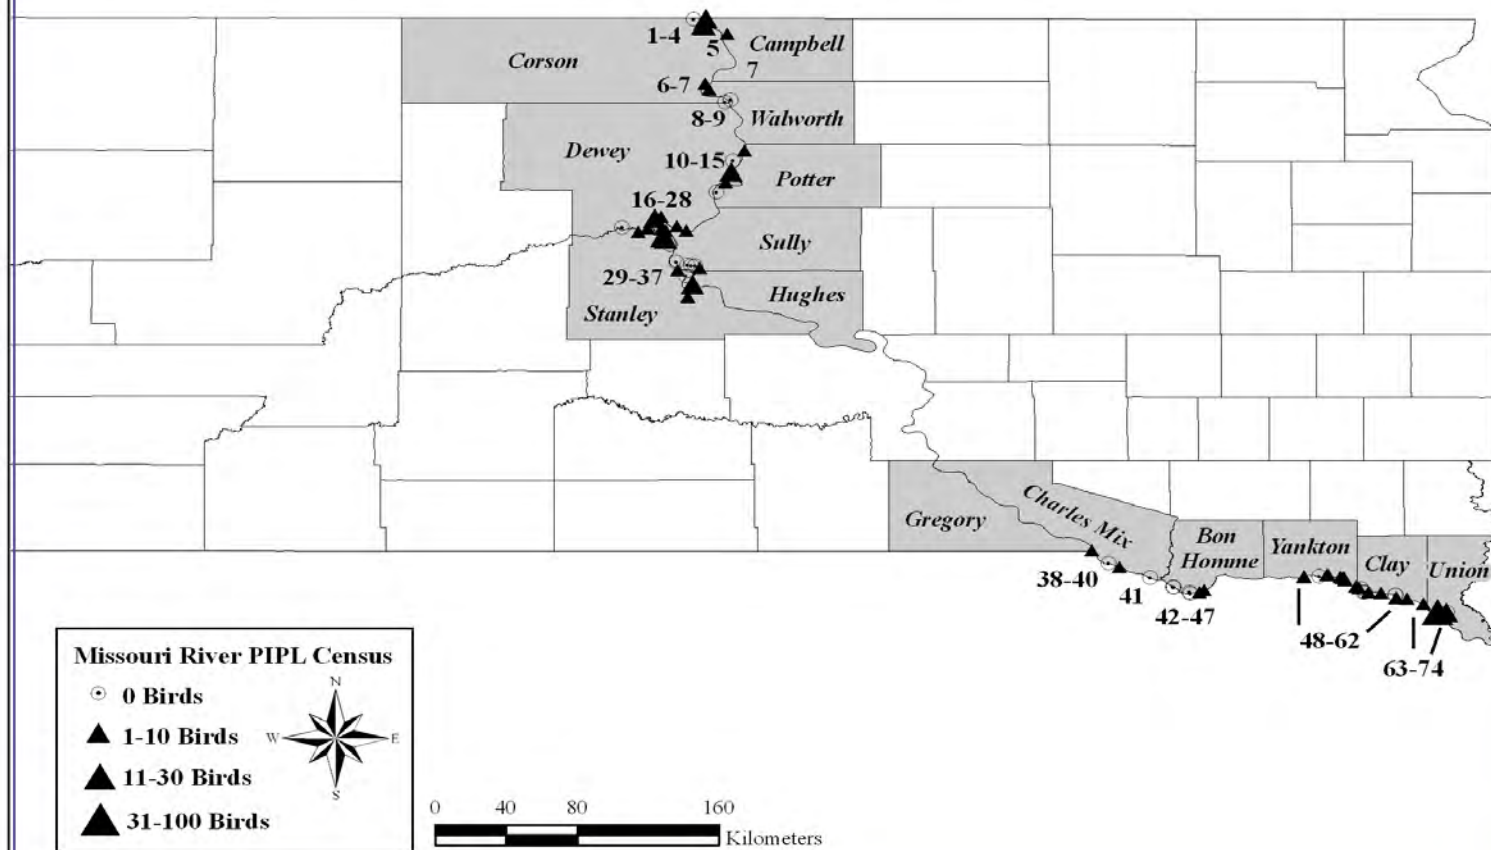 1-4
5
Campbell
7
Corson
6-7
8-9
Walworth
Dewey
10-15
Potter
16-28
Sully
29-37
Hughes
Stanley
Gregory
Charles Mix
Bon
Homme
Yankton
Clay
Union
38-40
41
42-47
48-62
63-74
Missouri River PIPL Census
0 Birds
1-10 Birds
11-30 Birds
31-100 Birds
N
W
E
S
0 40 80 160
Kilometers